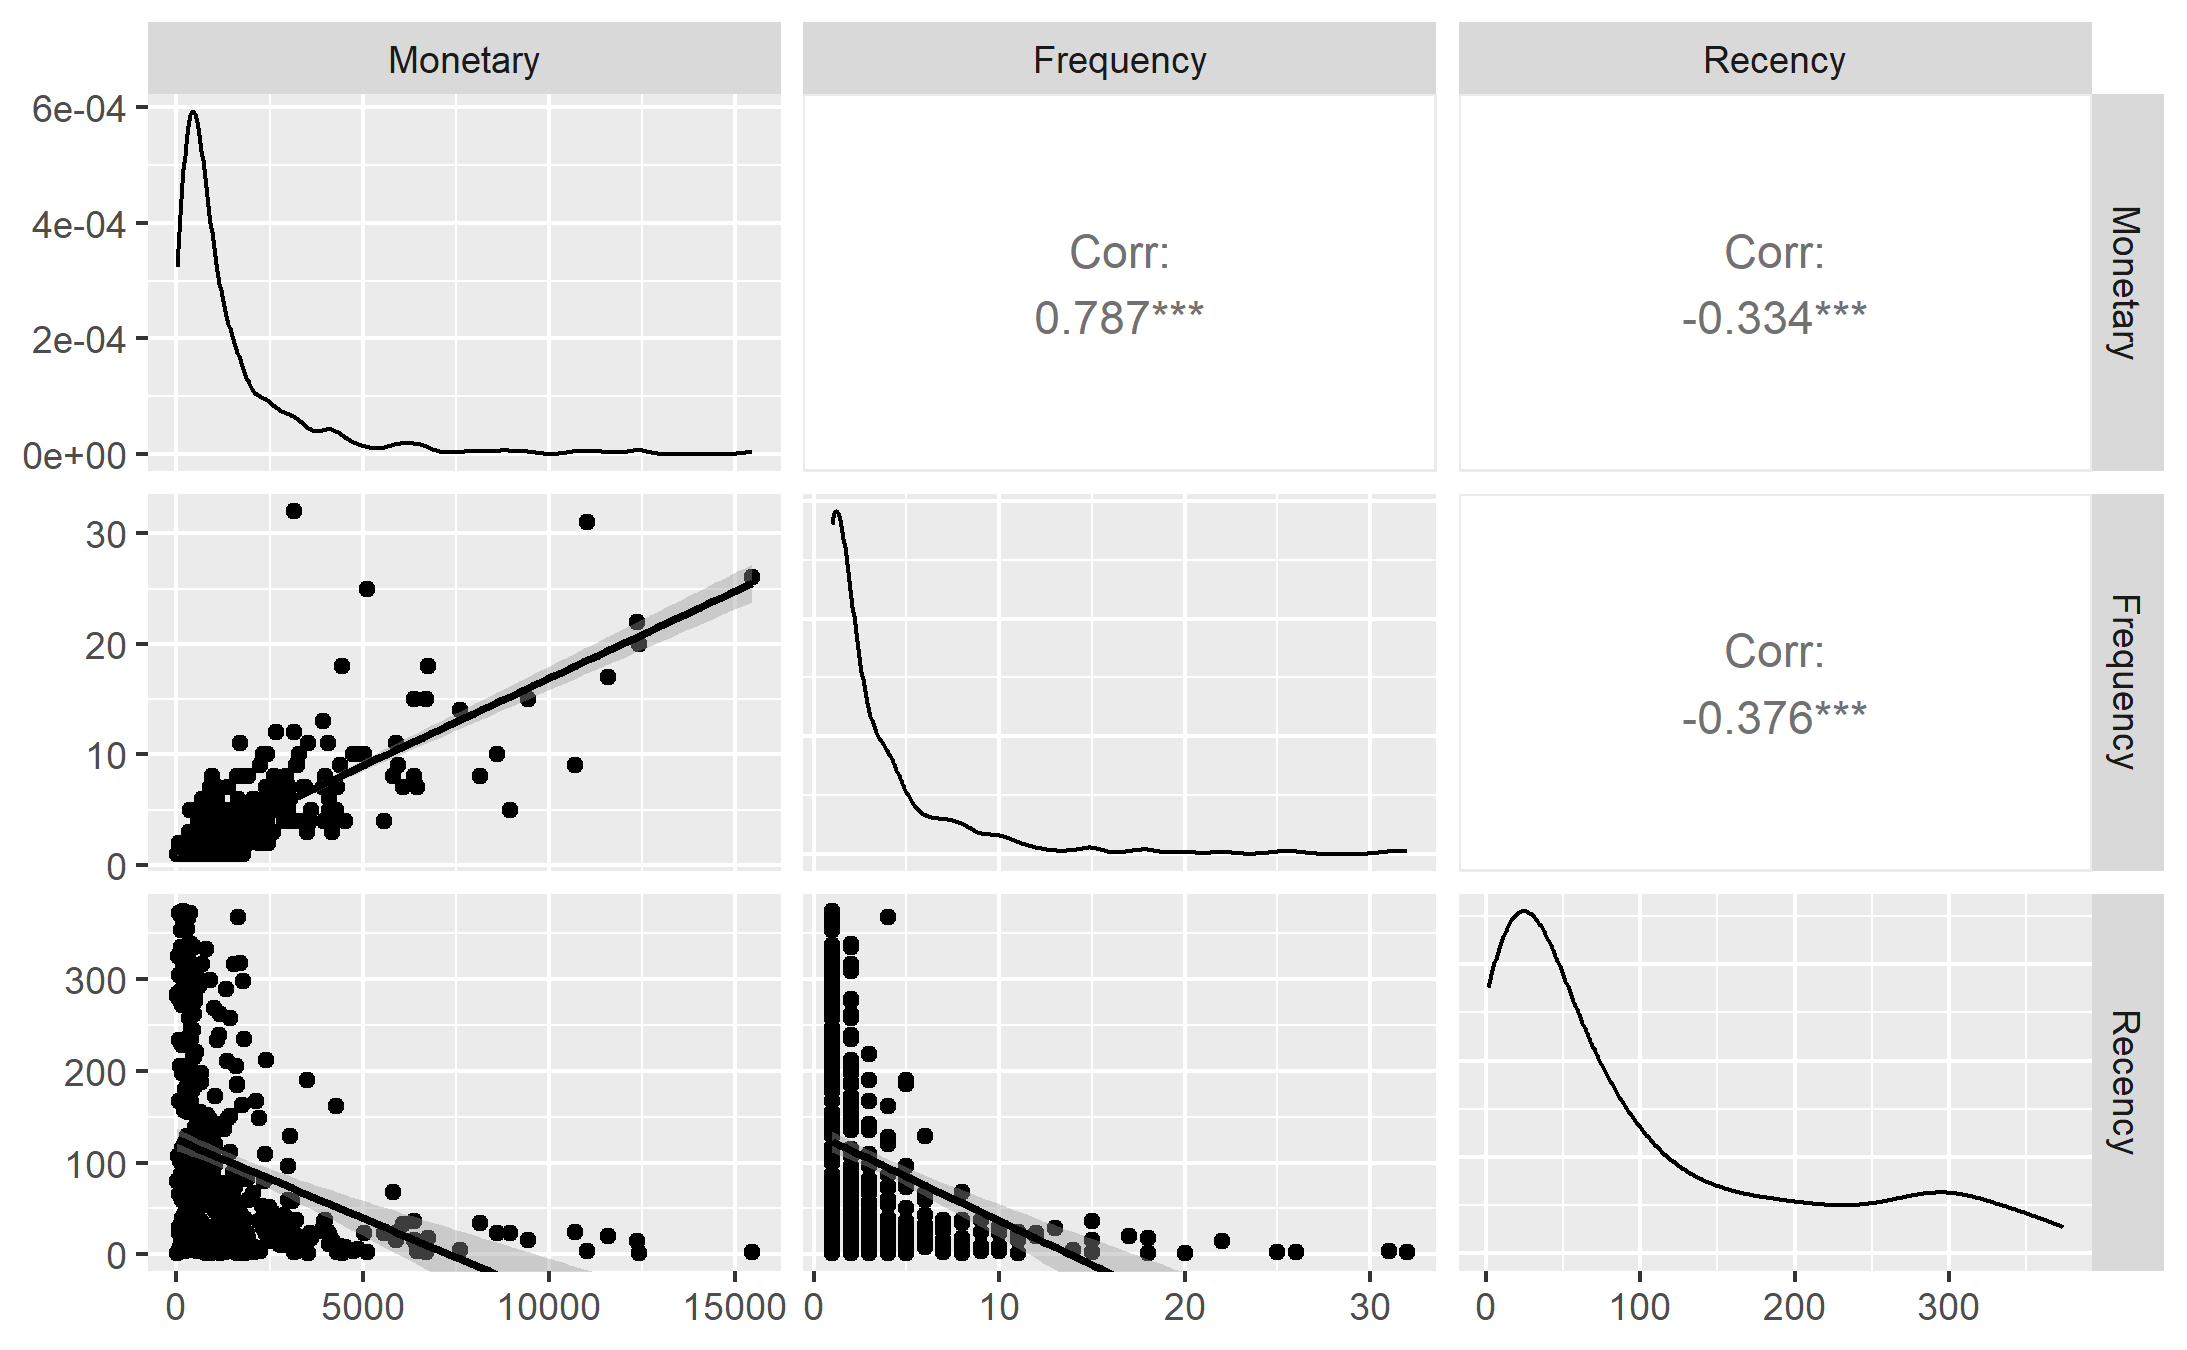 Monetary Frequency Recency
6e-04
4e-04
2e-04
0e+00
Corr:
0.787***
Corr:
-0.334***
Monetary
30
20
10
0
Corr:
-0.376***
Frequency
300
200
100
0
Recency
0 5000 10000 15000 0 10 20 30 0 100 200 300